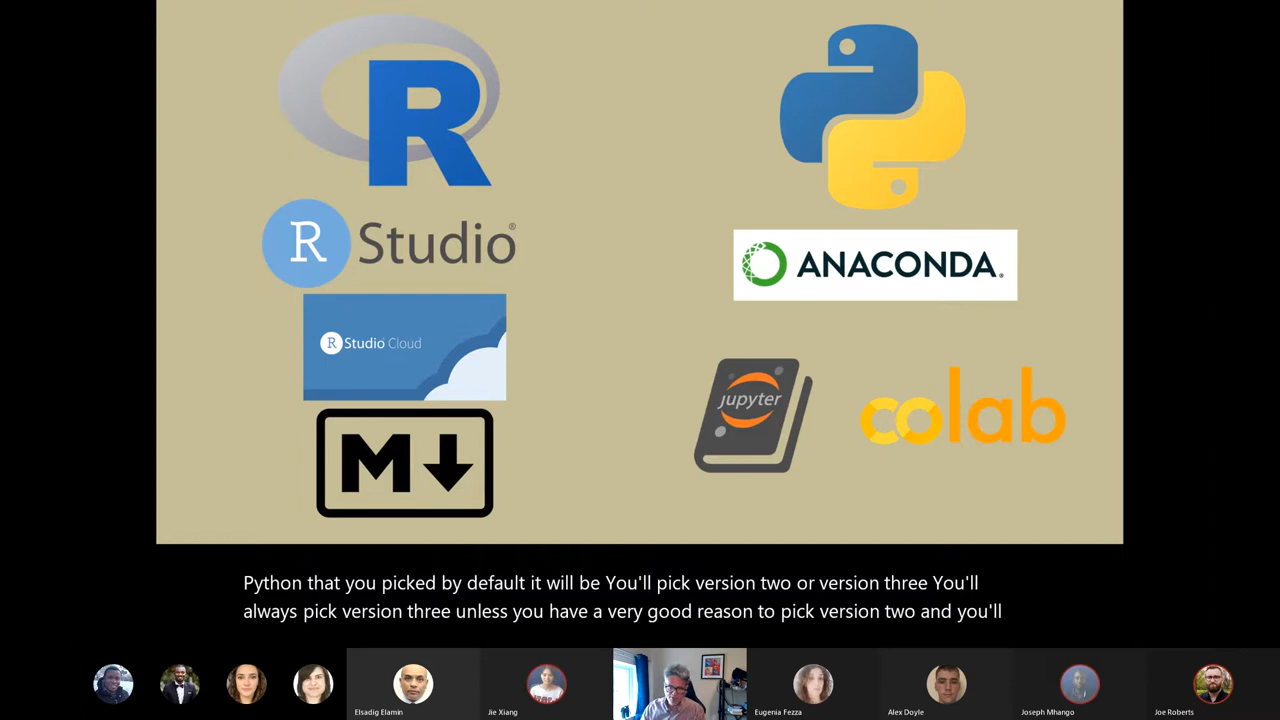 R
R Studio®
R Studio Cloud
M
ANACONDA.
jupyter
colab
Python that you picked by default it will be You'll pick version two or version three You'll
always pick version three unless you have a very good reason to pick version two and you'll
Elsadig Elamin
Jie Xiang
Eugenia Fezza
Alex Doyle
Joseph Mhango
Joe Roberts